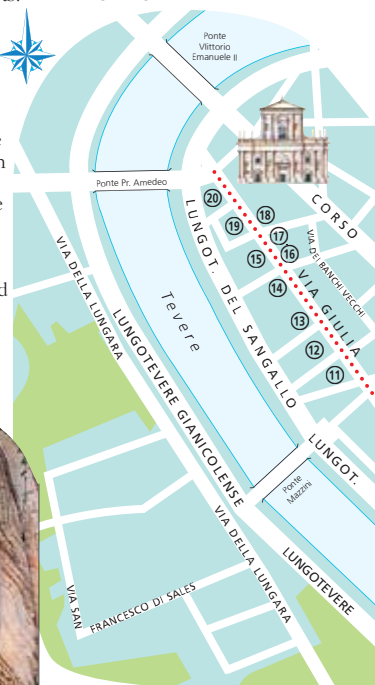 Ponte
Vlittorio
Emanuele II
Ponte Pr. Amedeo
CORSO
20
18
19
17
16
15
VIA DEI BANCHI VECCHI
14
VIA GIULIA
13
12
11
LUNGOT. DEL SANGALLO
Tevere
VIA DELLA LUNGARA
LUNGOTEVERE GIANICOLENSE
LUNGOT.
Ponte
Mazzini
VIA DELLA LUNGARA
LUNGOTEVERE
VIA SAN
FRANCESCO DI SALES